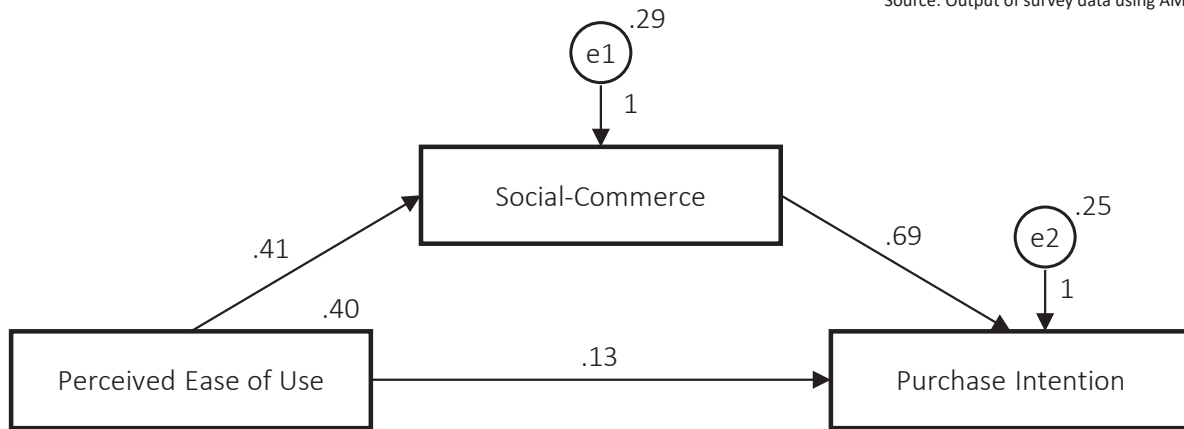 Source: Output of survey data using AM
.29
e1
1
Social-Commerce
.25
.41
.69
e2
.40
1
.13
Perceived Ease of Use
Purchase Intention